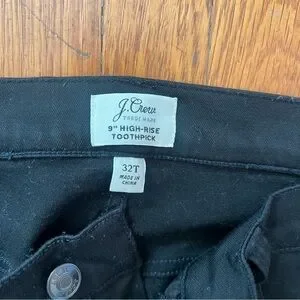 J.Crew
TRADE MARK
9" HIGH-RISE
TOOTHPICK
32T
MADE IN
CHINA